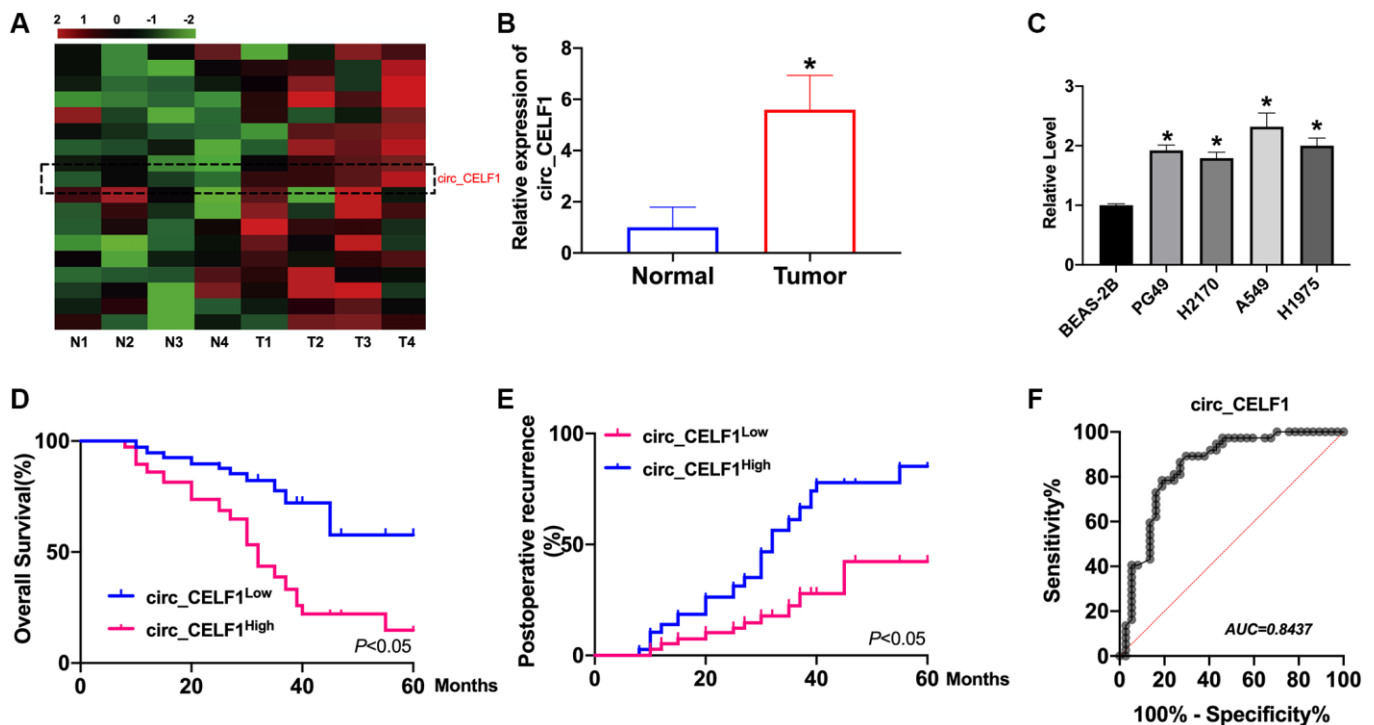 A
2 1 0 -1 -2
circ_CELF1
N1 N2 N3 N4 T1 T2 T3 T4
B
Relative expression of
circ_CELF1
8
6
4
2
0
*
Normal Tumor
C
Relative Level
3
2
1
0
* * * *
BEAS-2B PG49 H2170 A549 H1975
D
Overall Survival(%)
100
50
0
circ_CELF1Low
circ_CELF1High
P<0.05
0 20 40 60 Months
E
Postoperative recurrence
(%)
100
50
0
circ_CELF1Low
circ_CELF1High
P<0.05
0 20 40 60 Months
F
circ_CELF1
Sensitivity%
100
80
60
40
20
0
AUC=0.8437
0 20 40 60 80 100
100% - Specificity%